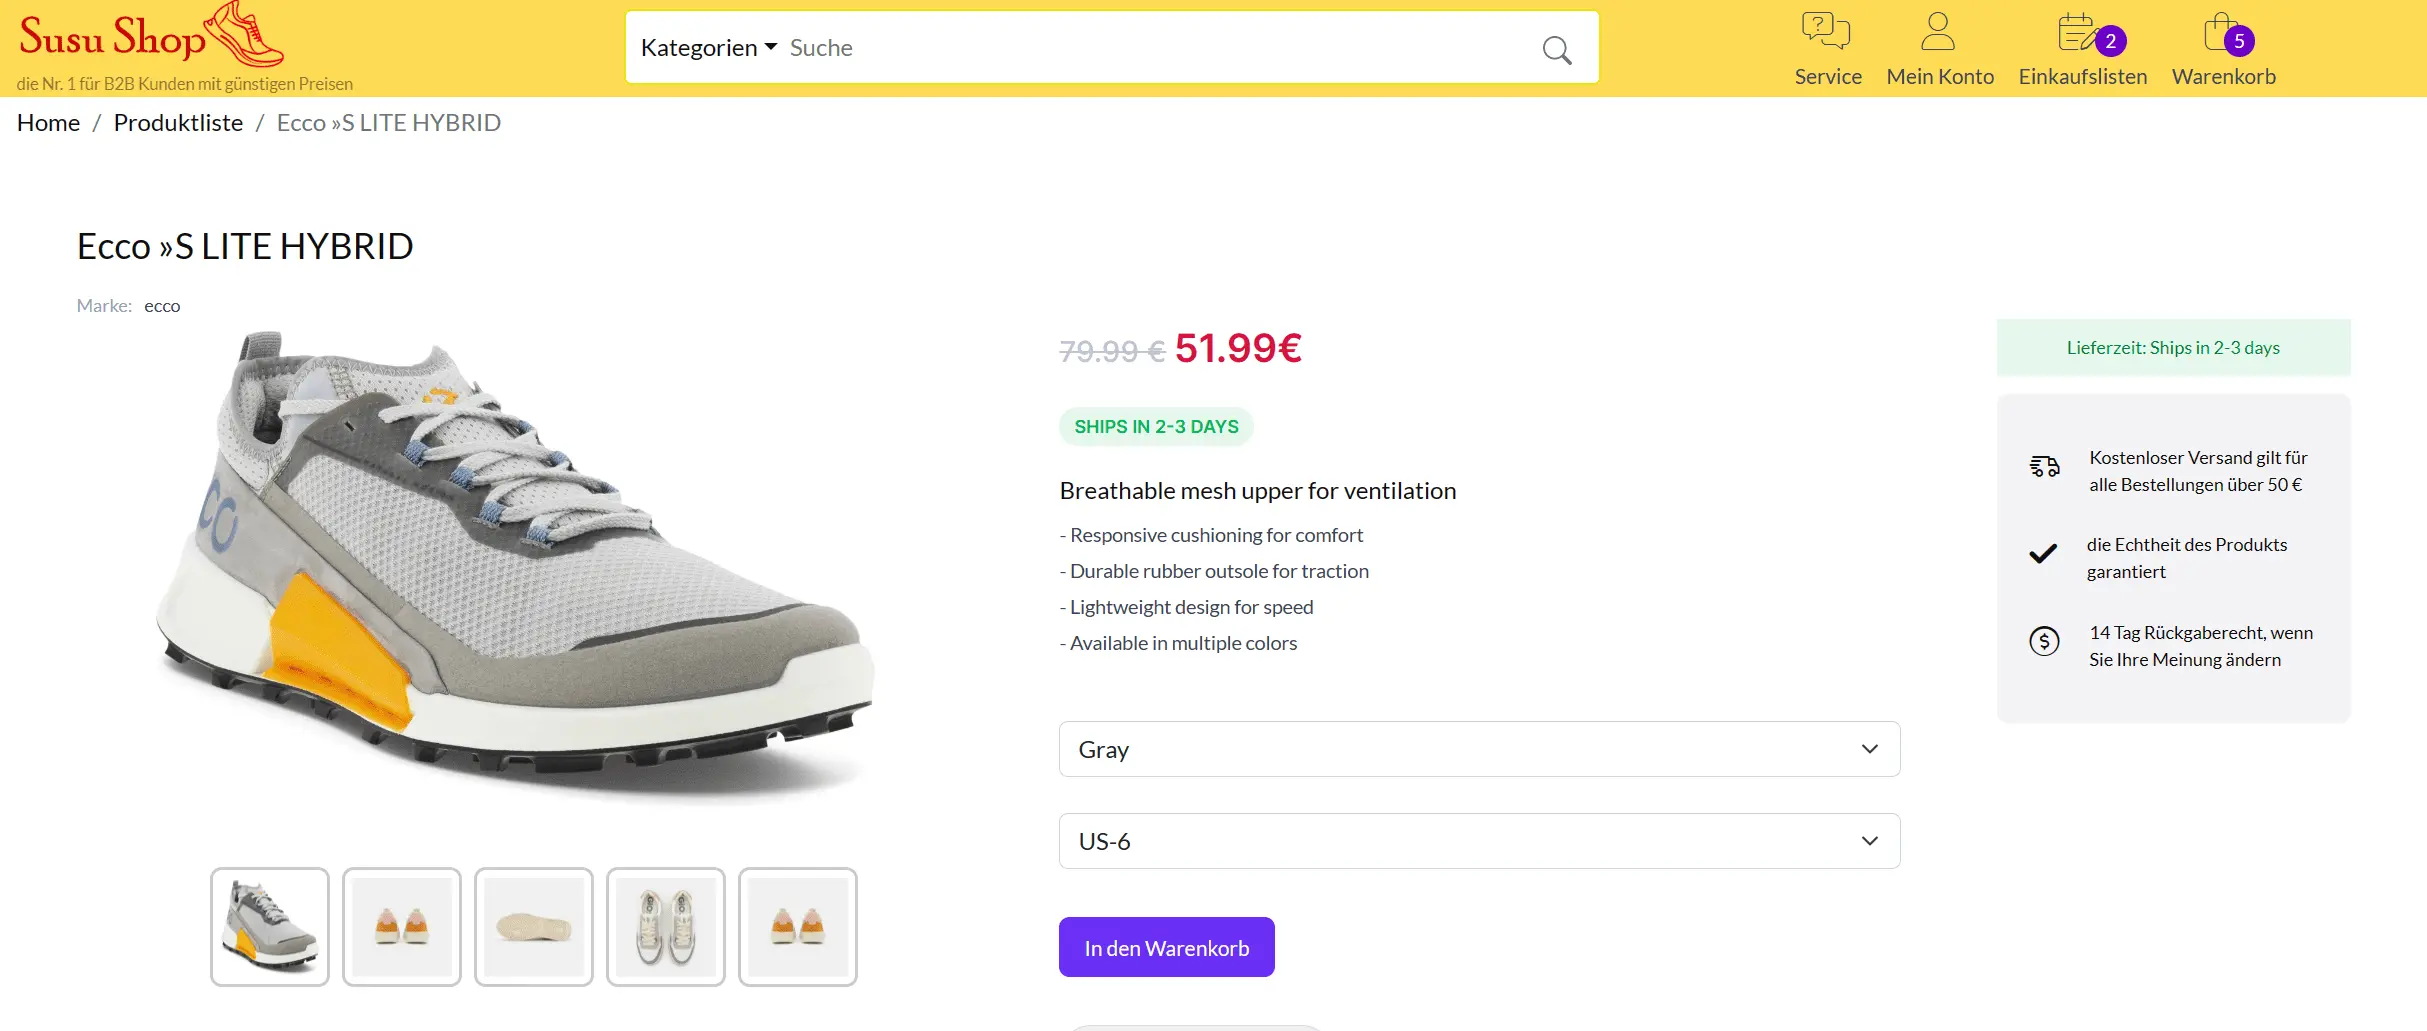 Susu Shop
die Nr. 1 für B2B Kunden mit günstigen Preisen
Kategorien Suche
Service
Mein Konto
2
Einkaufslisten
5
Warenkorb
Home / Produktliste / Ecco »S LITE HYBRID
Ecco »S LITE HYBRID
Marke: ecco
CO
79.99 € 51.99€
SHIPS IN 2-3 DAYS
Breathable mesh upper for ventilation
- Responsive cushioning for comfort
- Durable rubber outsole for traction
- Lightweight design for speed
- Available in multiple colors
Gray
US-6
In den Warenkorb
Lieferzeit: Ships in 2-3 days
Kostenloser Versand gilt für
alle Bestellungen über 50 €
die Echtheit des Produkts
garantiert
14 Tag Rückgaberecht, wenn
Sie Ihre Meinung ändern